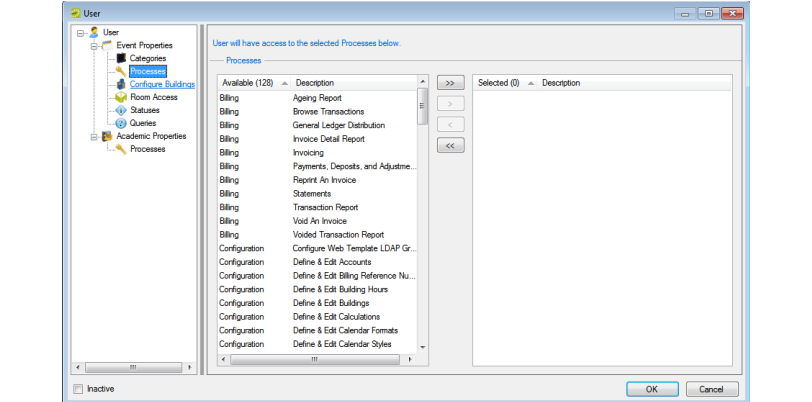 User
User
Event Properties
Categories
Processes
Configure Buildings
Room Access
Statuses
Queries
Academic Properties
Processes
User will have access to the selected Processes below.
Processes
Available (128) Description
Billing Ageing Report
Billing Browse Transactions
Billing General Ledger Distribution
Billing Invoice Detail Report
Billing Invoicing
Billing Payments, Deposits, and Adjustme...
Billing Reprint An Invoice
Billing Statements
Billing Transaction Report
Billing Void An Invoice
Billing Voided Transaction Report
Configuration Configure Web Template LDAP Gr...
Configuration Define & Edit Accounts
Configuration Define & Edit Billing Reference Nu...
Configuration Define & Edit Building Hours
Configuration Define & Edit Buildings
Configuration Define & Edit Calculations
Configuration Define & Edit Calendar Formats
Configuration Define & Edit Calendar Styles
>>
>
<
<<
Selected (0) Description
Inactive
OK Cancel